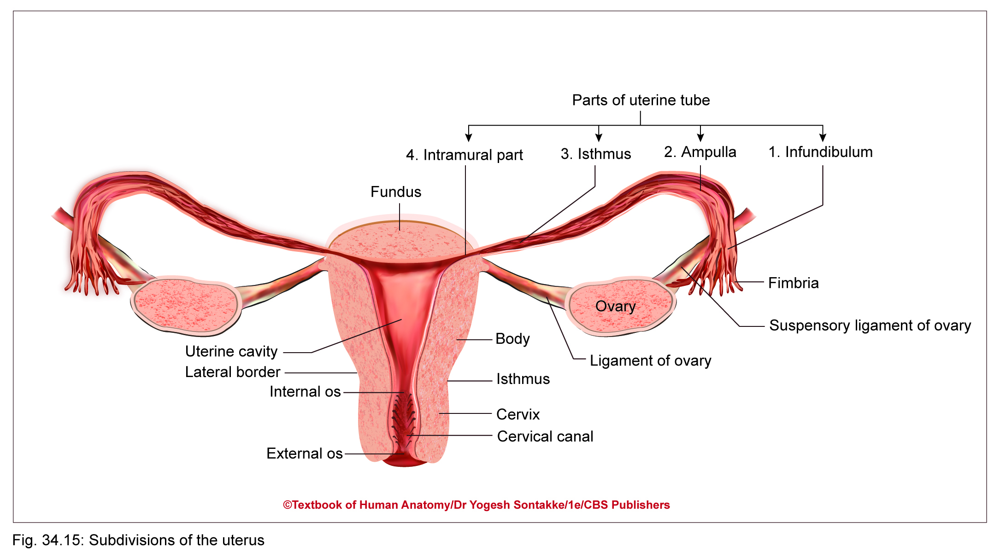 Parts of uterine tube
4. Intramural part
3. Isthmus
2. Ampulla
1. Infundibulum
Fundus
Fimbria
Ovary
Suspensory ligament of ovary
Body
Uterine cavity
Ligament of ovary
Lateral border
Isthmus
Internal os
Cervix
Cervical canal
External os
©Textbook of Human Anatomy/Dr Yogesh Sontakke/1e/CBS Publishers
Fig. 34.15: Subdivisions of the uterus